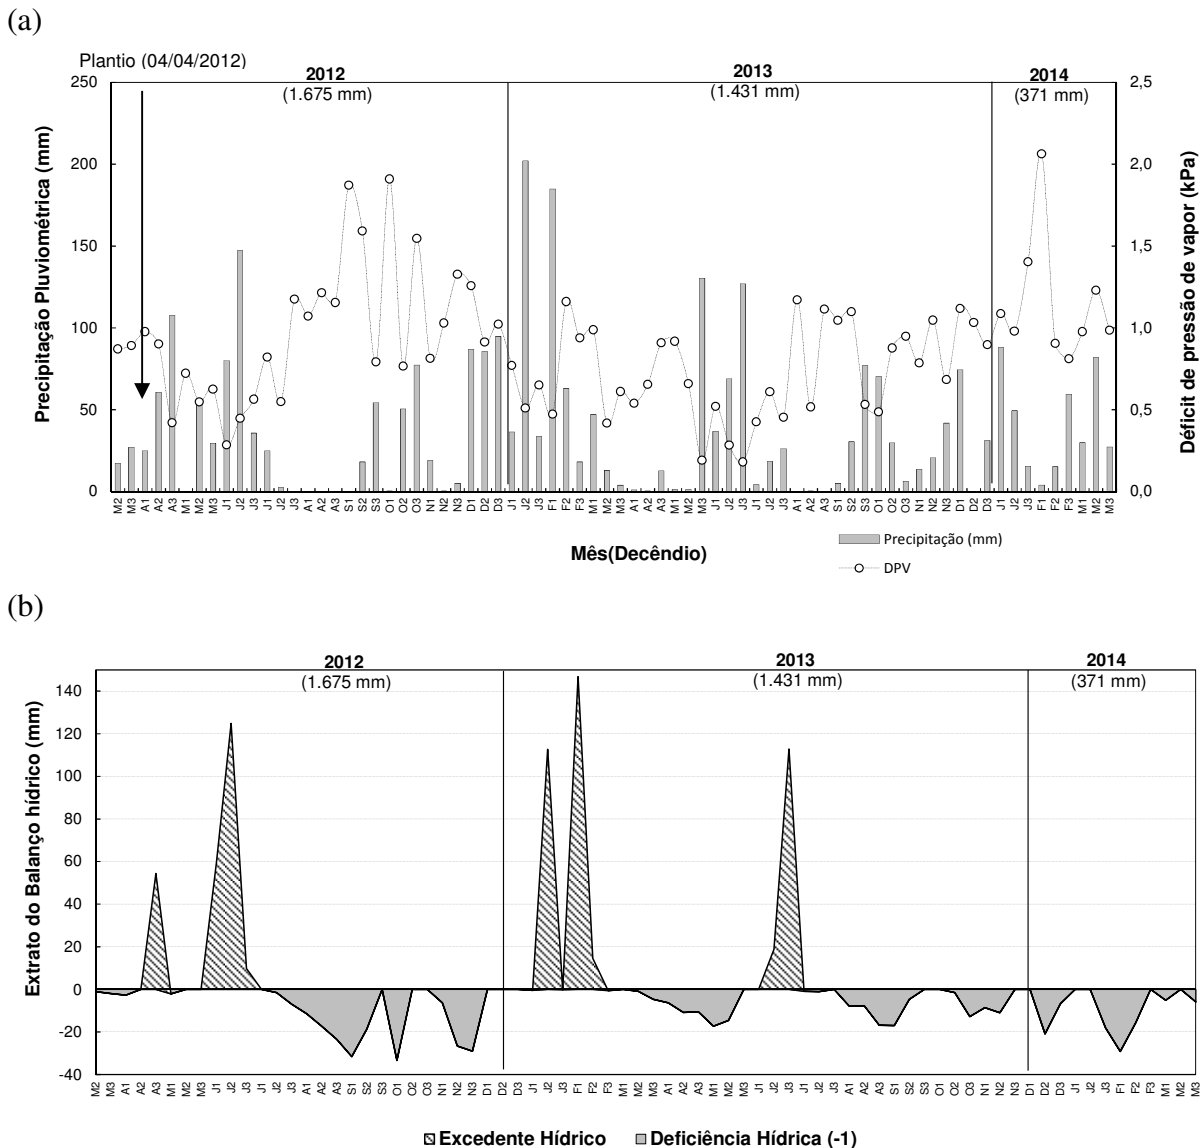 (a)
Plantio (04/04/2012)
2012
(1.675 mm)
2013
(1.431 mm)
2014
(371 mm)
Precipitação Pluviométrica (mm)
250
200
150
100
50
0
2,5
2,0
1,5
1,0
0,5
0,0
Déficit de pressão de vapor (kPa)
M2 M3 A1 A2 A3 M1 M2 M3 J1 J2 J3 J1 J2 J3 A1 A2 A3 S1 S2 S3 O1 O2 O3 N1 N2 N3 D1 D2 D3 J1 J2 J3 F1 F2 F3 M1 M2 M3 A1 A2 A3 M1 M2 M3 J1 J2 J3 J1 J2 J3 A1 A2 A3 S1 S2 S3 O1 O2 O3 N1 N2 N3 D1 D2 D3 J1 J2 J3 F1 F2 F3 M1 M2 M3
Mês(Decêndio)
Precipitação (mm)
DPV
(b)
2012
(1.675 mm)
2013
(1.431 mm)
2014
(371 mm)
Extrato do Balanço hídrico (mm)
140
120
100
80
60
40
20
0
-20
-40
M2 M3 A1 A2 A3 M1 M2 M3 J1 J2 J3 J1 J2 J3 A1 A2 A3 S1 S2 S3 O1 O2 O3 N1 N2 N3 D1 D2 D3 J1 J2 J3 F1 F2 F3 M1 M2 M3 A1 A2 A3 M1 M2 M3 J1 J2 J3 J1 J2 J3 A1 A2 A3 S1 S2 S3 O1 O2 O3 N1 N2 N3 D1 D2 D3 J1 J2 J3 F1 F2 F3 M1 M2 M3
Excedente Hídrico
Deficiência Hídrica (-1)